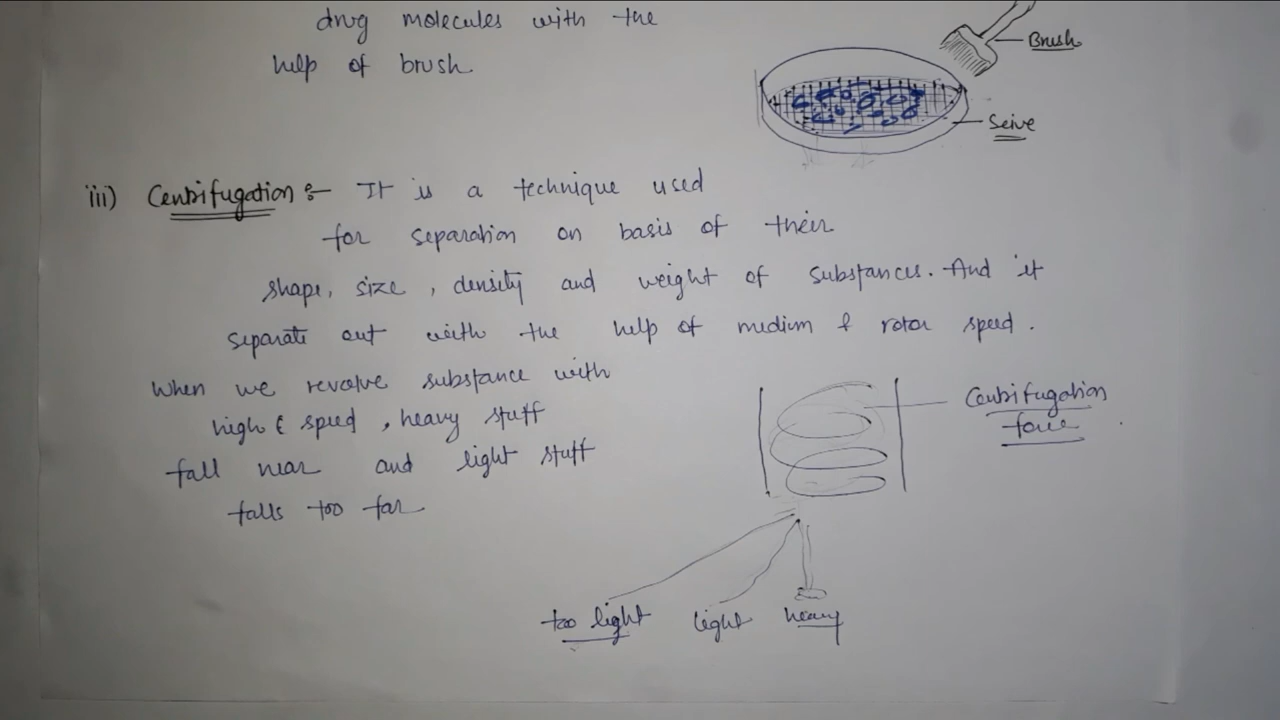 drug molecules with the
help of brush.
Brush
Seive
iii) Centrifugation :- It is a technique used
for separation on basis of their
shape, size, density and weight of substances. And it
separate out with the help of medium & rotor speed.
When we revolve substance with
high & speed, heavy stuff
fall near and light stuff
falls too far
Centrifugation
force
too light light heavy